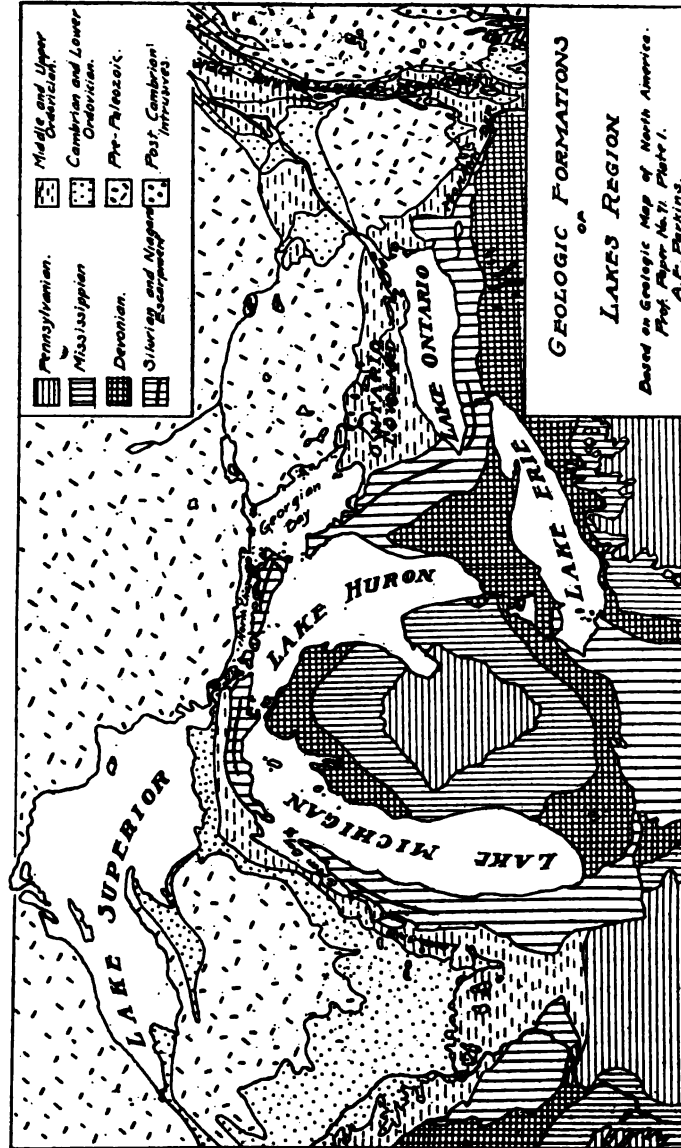 Pennsylvanian.
Mississippian
Devonian.
Silurian and Niagara
Escarpment
Middle and Upper
Ordovician.
Cambrian and Lower
Ordovician.
Pre-Paleozoic.
Post Cambrian
Intrusives.
LAKE SUPERIOR
LAKE MICHIGAN
LAKE HURON
Georgian
Bay
ONTARIO
LAKE ONTARIO
LAKE ERIE
GEOLOGIC FORMATIONS
OF
LAKES REGION
Based on Geologic Map of North America.
Prof. Paper No. 71. Plate 1.
A. E. Parkins.